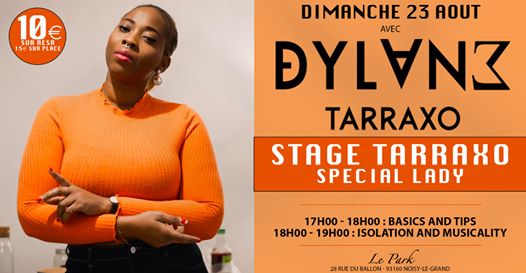 10€
SUR RESA
15€ SUR PLACE
DIMANCHE 23 AOUT
AVEC
DYLANE
TARRAXO
STAGE TARRAXO
SPECIAL LADY
17H00 - 18H00 : BASICS AND TIPS
18H00 - 19H00 : ISOLATION AND MUSICALITY
Le Park
28 RUE DU BALLON - 93160 NOISY-LE-GRAND